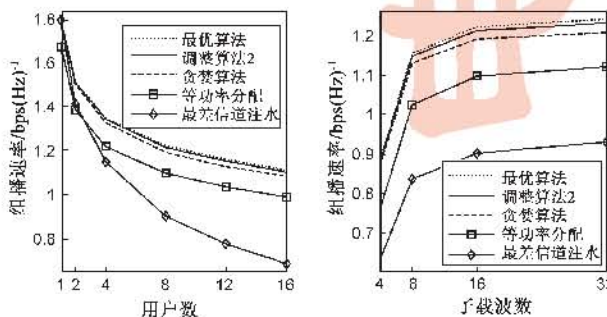 1.8
1.6
1.4
1.2
1
0.8
组播速率/bps(Hz)-1
最优算法
调整算法2
贪婪算法
等功率分配
最差信道注水
1 2 4 8 12 16
用户数
1.2
1.1
1
0.9
0.8
0.7
组播速率/bps(Hz)-1
最优算法
调整算法2
贪婪算法
等功率分配
最差信道注水
4 8 16 32
子载波数